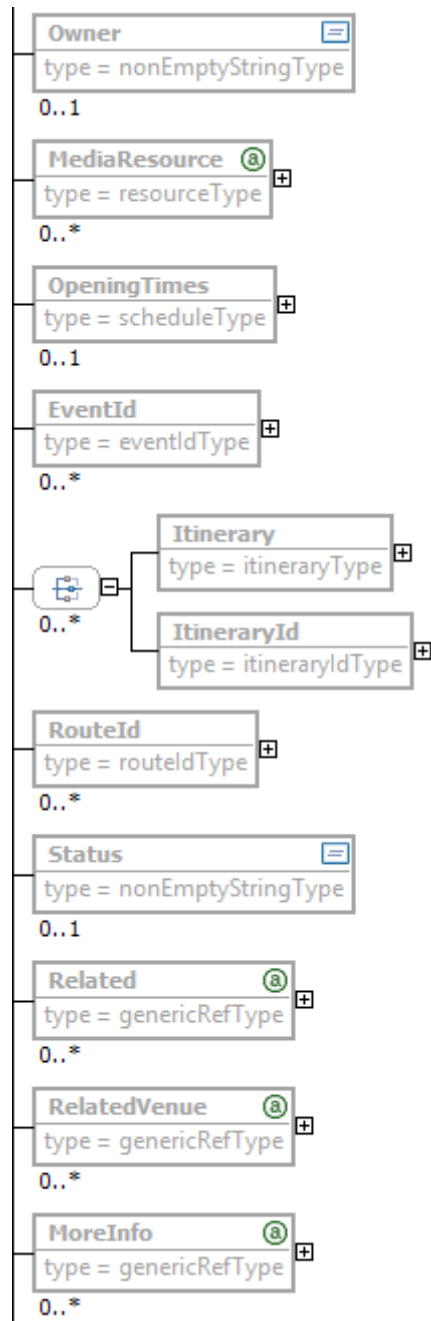 Owner
type = nonEmptyStringType
0..1
MediaResource
type = resourceType
0..*
OpeningTimes
type = scheduleType
0..1
EventId
type = eventIdType
0..*
Itinerary
type = itineraryType
0..*
ItineraryId
type = itineraryIdType
RouteId
type = routeIdType
0..*
Status
type = nonEmptyStringType
0..1
Related
type = genericRefType
0..*
RelatedVenue
type = genericRefType
0..*
MoreInfo
type = genericRefType
0..*